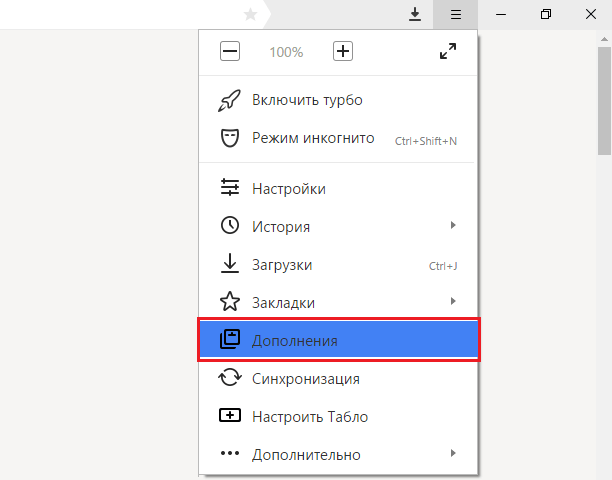 100%
Включить турбо
Режим инкогнито Ctrl+Shift+N
Настройки
История
Загрузки Ctrl+J
Закладки
Дополнения
Синхронизация
Настроить Табло
Дополнительно